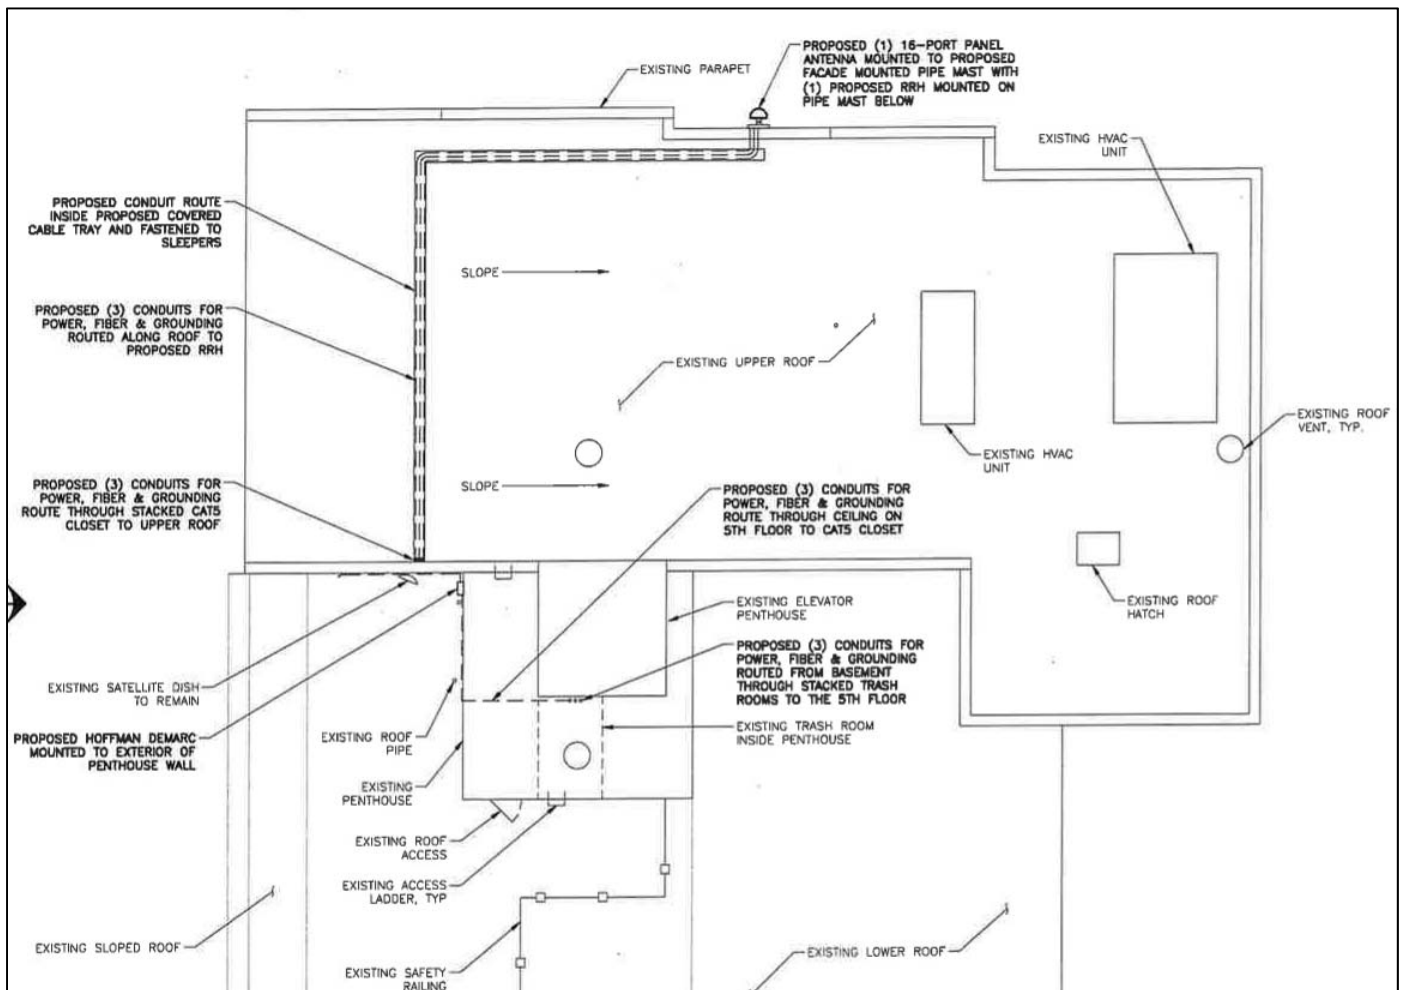 EXISTING PARAPET
PROPOSED (1) 16-PORT PANEL
ANTENNA MOUNTED TO PROPOSED
FACADE MOUNTED PIPE MAST WITH
(1) PROPOSED RRH MOUNTED ON
PIPE MAST BELOW
EXISTING HVAC
UNIT
PROPOSED CONDUIT ROUTE
INSIDE PROPOSED COVERED
CABLE TRAY AND FASTENED TO
SLEEPERS
SLOPE
PROPOSED (3) CONDUITS FOR
POWER, FIBER & GROUNDING
ROUTED ALONG ROOF TO
PROPOSED RRH
EXISTING UPPER ROOF
EXISTING ROOF
VENT, TYP.
EXISTING HVAC
UNIT
PROPOSED (3) CONDUITS FOR
POWER, FIBER & GROUNDING
ROUTE THROUGH STACKED CAT5
CLOSET TO UPPER ROOF
SLOPE
PROPOSED (3) CONDUITS FOR
POWER, FIBER & GROUNDING
ROUTE THROUGH CEILING ON
5TH FLOOR TO CAT5 CLOSET
EXISTING ELEVATOR
PENTHOUSE
EXISTING ROOF
HATCH
PROPOSED (3) CONDUITS FOR
POWER, FIBER & GROUNDING
ROUTED FROM BASEMENT
THROUGH STACKED TRASH
ROOMS TO THE 5TH FLOOR
EXISTING SATELLITE DISH
TO REMAIN
EXISTING TRASH ROOM
INSIDE PENTHOUSE
PROPOSED HOFFMAN DEMARC
MOUNTED TO EXTERIOR OF
PENTHOUSE WALL
EXISTING ROOF
PIPE
EXISTING
PENTHOUSE
EXISTING ROOF
ACCESS
EXISTING ACCESS
LADDER, TYP
EXISTING SLOPED ROOF
EXISTING SAFETY
RAILING
EXISTING LOWER ROOF